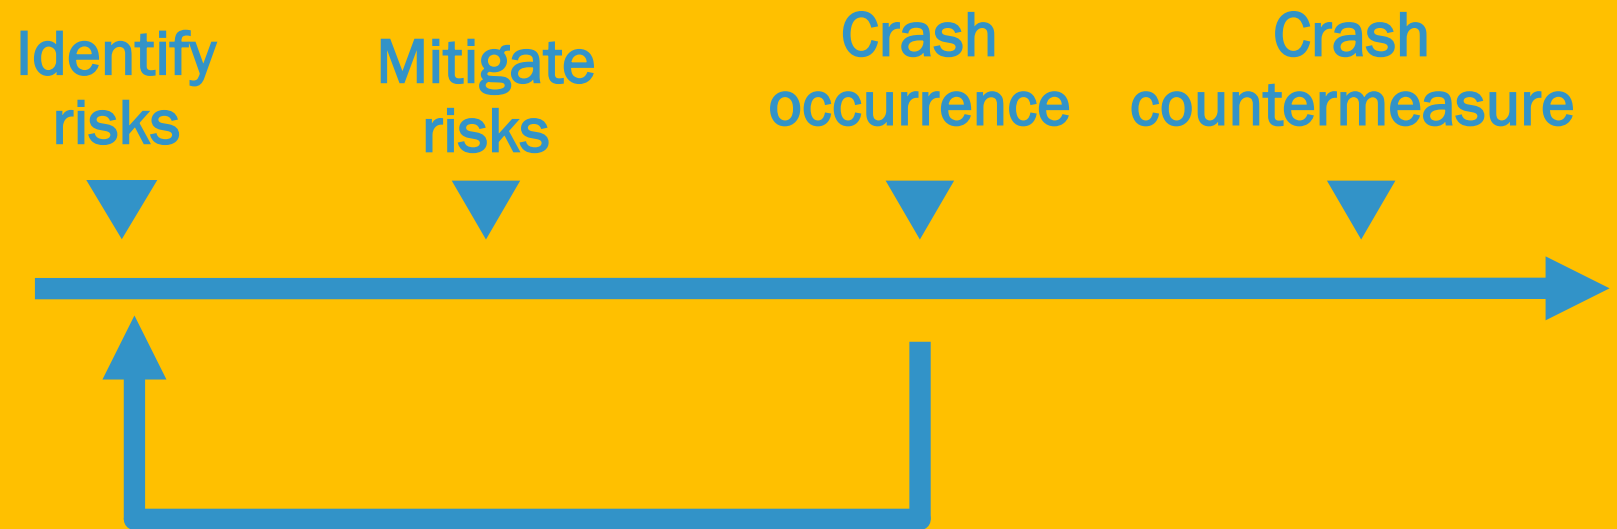 Identify
risks
Mitigate
risks
Crash
occurrence
Crash
countermeasure